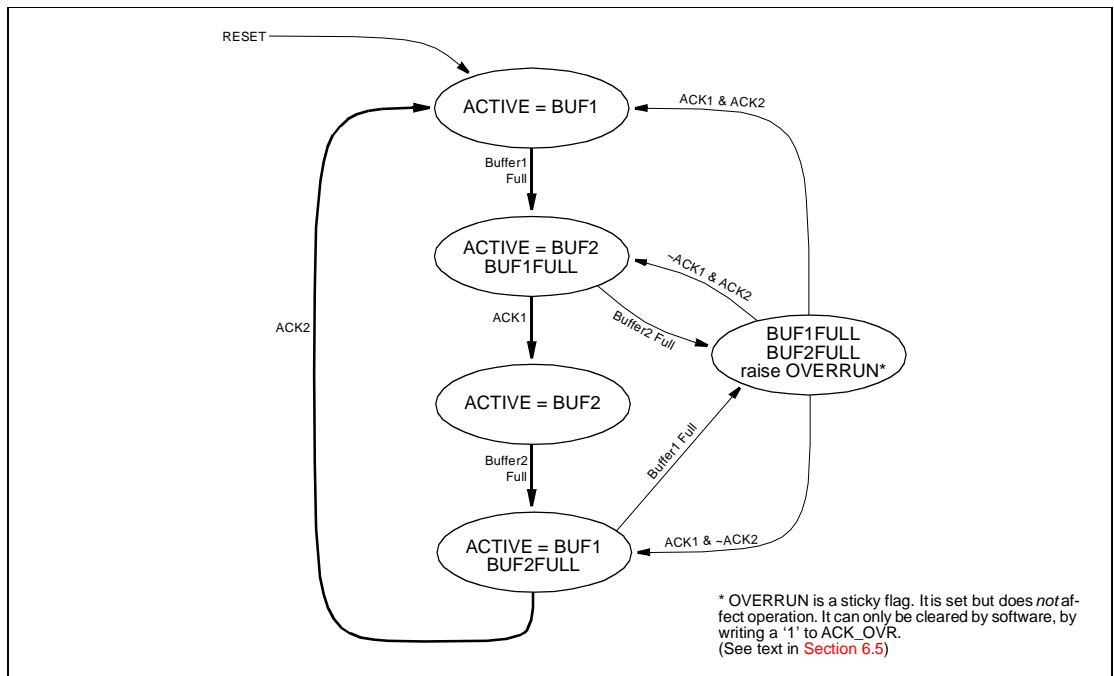 RESET
ACTIVE = BUF1
ACK1 & ACK2
Buffer1
Full
ACTIVE = BUF2
BUF1FULL
~ACK1 & ACK2
Buffer2 Full
ACK2
ACK1
BUF1FULL
BUF2FULL
raise OVERRUN*
ACTIVE = BUF2
Buffer1 Full
Buffer2
Full
ACTIVE = BUF1
BUF2FULL
ACK1 & ~ACK2
* OVERRUN is a sticky flag. It is set but does not af-
fect operation. It can only be cleared by software, by
writing a ‘1’ to ACK_OVR.
(See text in Section 6.5)